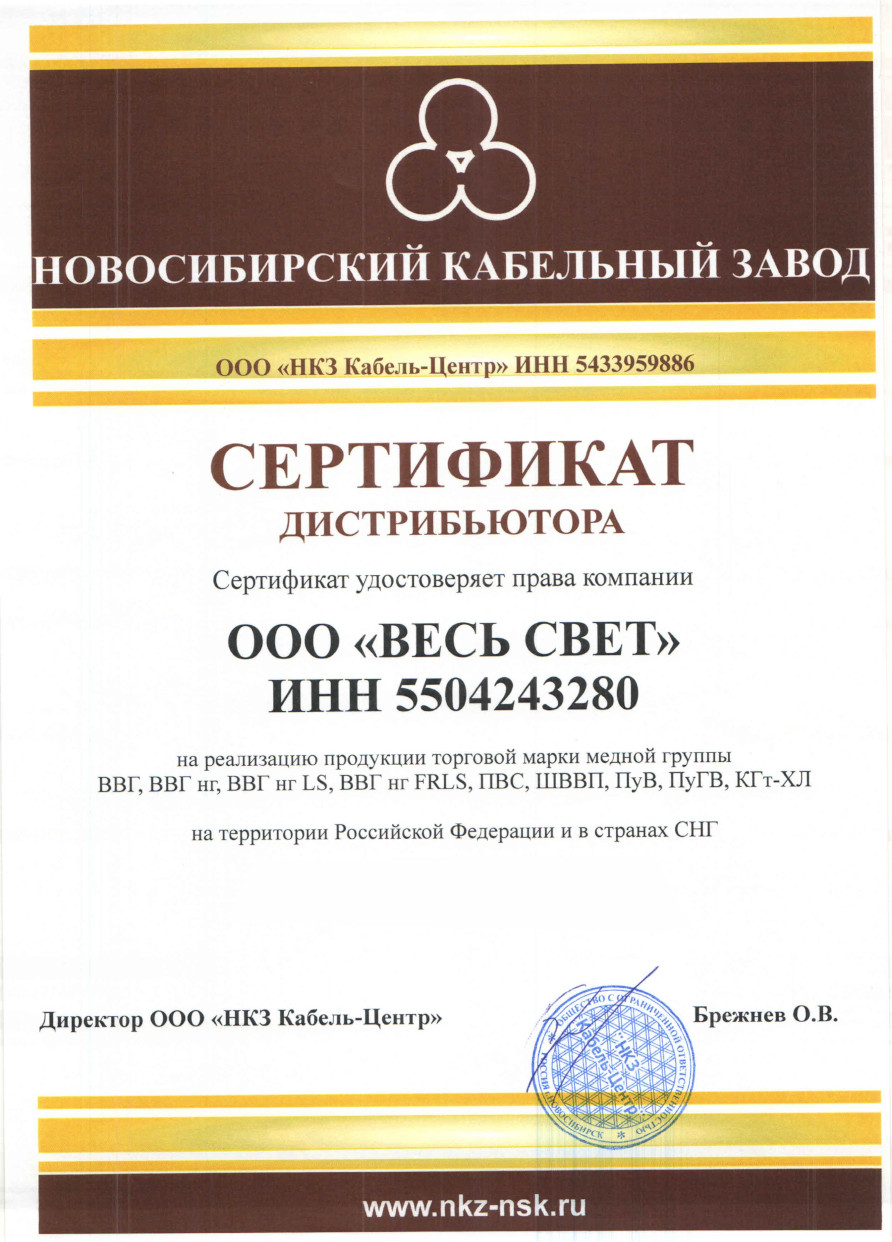 НОВОСИБИРСКИЙ КАБЕЛЬНЫЙ ЗАВОД
ООО «НКЗ Кабель-Центр» ИНН 5433959886
СЕРТИФИКАТ
ДИСТРИБЬЮТОРА
Сертификат удостоверяет права компании
ООО «ВЕСЬ СВЕТ»
ИНН 5504243280
на реализацию продукции торговой марки медной группы
ВВГ, ВВГ нг, ВВГ нг LS, ВВГ нг FRLS, ПВС, ШВВП, ПуВ, ПуГВ, КГт-ХЛ
на территории Российской Федерации и в странах СНГ
Директор ООО «НКЗ Кабель-Центр»
Брежнев О.В.
ОБЩЕСТВО С ОГРАНИЧЕННОЙ ОТВЕТСТВЕННОСТЬЮ
"НКЗ
Кабель-Центр"
НОВОСИБИРСК
www.nkz-nsk.ru